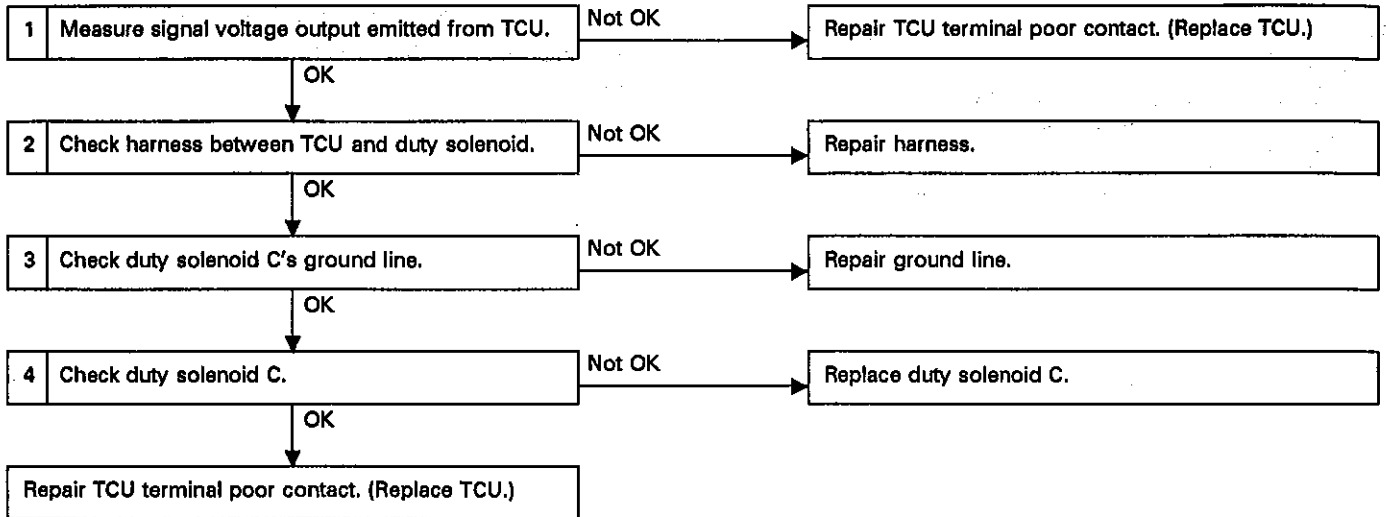 1 Measure signal voltage output emitted from TCU.
Not OK
Repair TCU terminal poor contact. (Replace TCU.)
OK
2 Check harness between TCU and duty solenoid.
Not OK
Repair harness.
OK
3 Check duty solenoid C's ground line.
Not OK
Repair ground line.
OK
4 Check duty solenoid C.
Not OK
Replace duty solenoid C.
OK
Repair TCU terminal poor contact. (Replace TCU.)